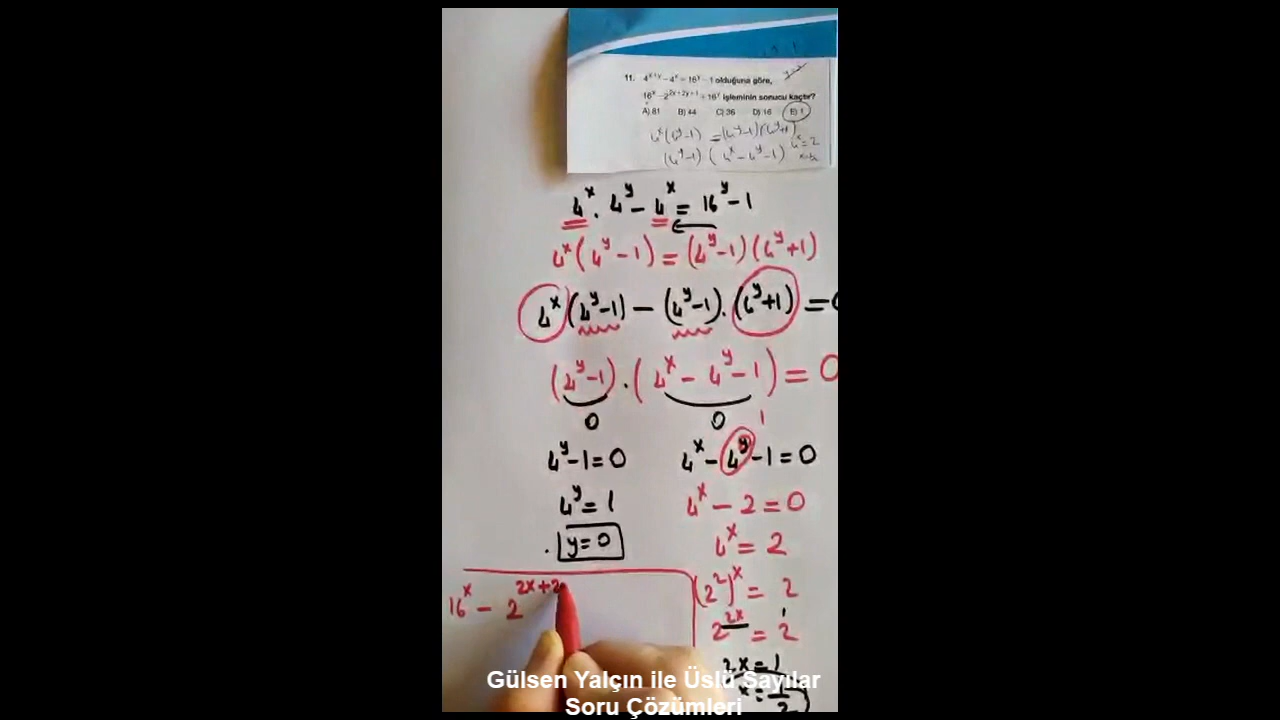 11. 4^x+y – 4^x = 16^y – 1 olduğuna göre,
y=x
16^x – 2^2x+2y+1 + 16^y işleminin sonucu kaçtır?
A) 81 B) 44 C) 36 D) 16 E) 1
4^x(4^y-1) = (4^y-1)(4^y+1)
4^x=2
(4^y-1) (4^x-4^y-1)
4^x . 4^y - 4^x = 16^y - 1
4^x (4^y - 1) = (4^y - 1) (4^y + 1)
4^x (4^y - 1) - (4^y - 1) . (4^y + 1) = 0
(4^y - 1) . (4^x - 4^y - 1) = 0
0 0 1
4^y - 1 = 0 4^x - 4^y - 1 = 0
4^y = 1 4^x - 2 = 0
. y = 0 4^x = 2
16^x - 2^2x+2 (2^2)^x = 2
2^2x = 2^1
2x = 1
x = 1/2
Gülsen Yalçın ile Üslü Sayılar
Soru Çözümleri